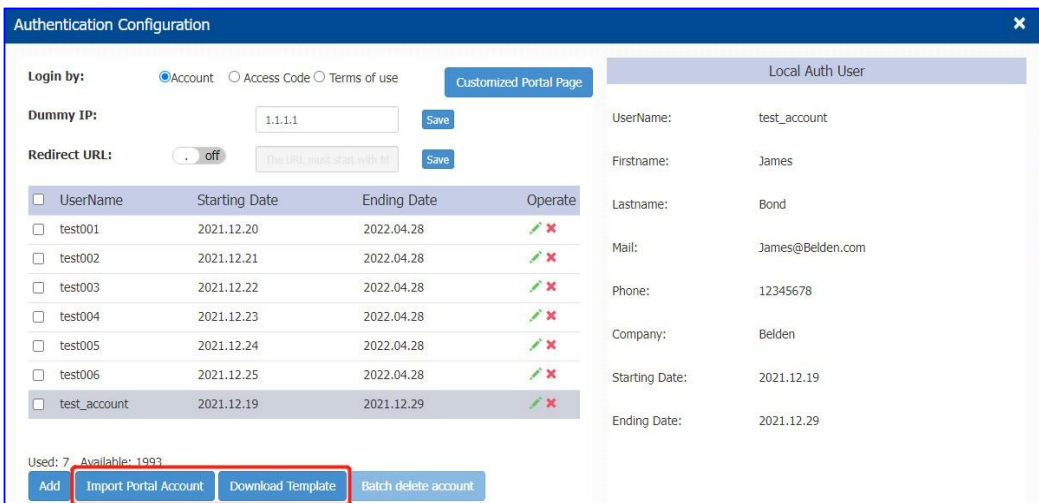 Authentication Configuration
Login by: Account Access Code Terms of use Customized Portal Page
Dummy IP: 1.1.1.1 Save
Redirect URL: off The URL must start with ht Save
UserName Starting Date Ending Date Operate
test001 2021.12.20 2022.04.28
test002 2021.12.21 2022.04.28
test003 2021.12.22 2022.04.28
test004 2021.12.23 2022.04.28
test005 2021.12.24 2022.04.28
test006 2021.12.25 2022.04.28
test_account 2021.12.19 2021.12.29
Used: 7 , Available: 1993
Add Import Portal Account Download Template Batch delete account
Local Auth User
UserName: test_account
Firstname: James
Lastname: Bond
Mail: James@Belden.com
Phone: 12345678
Company: Belden
Starting Date: 2021.12.19
Ending Date: 2021.12.29